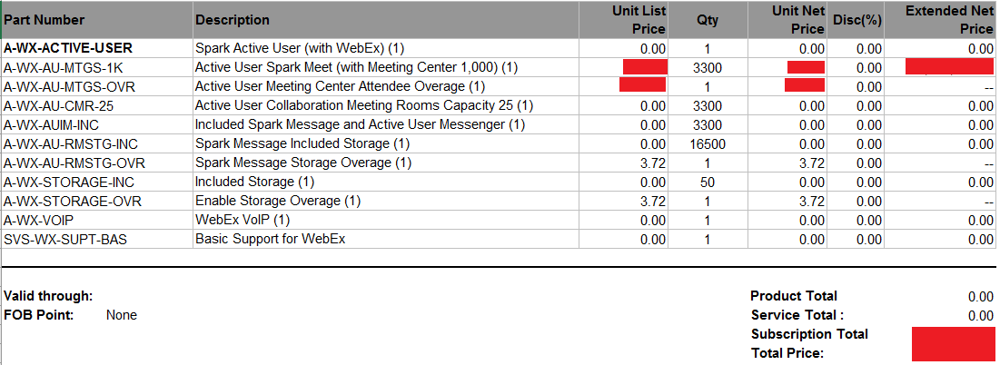 Part Number Description Unit List Price Qty Unit Net Price Disc(%) Extended Net Price
A-WX-ACTIVE-USER Spark Active User (with WebEx) (1) 0.00 1 0.00 0.00 0.00
A-WX-AU-MTGS-1K Active User Spark Meet (with Meeting Center 1,000) (1) 3300 0.00
A-WX-AU-MTGS-OVR Active User Meeting Center Attendee Overage (1) 1 0.00 --
A-WX-AU-CMR-25 Active User Collaboration Meeting Rooms Capacity 25 (1) 0.00 3300 0.00 0.00 0.00
A-WX-AUIM-INC Included Spark Message and Active User Messenger (1) 0.00 3300 0.00 0.00 0.00
A-WX-AU-RMSTG-INC Spark Message Included Storage (1) 0.00 16500 0.00 0.00 0.00
A-WX-AU-RMSTG-OVR Spark Message Storage Overage (1) 3.72 1 3.72 0.00 --
A-WX-STORAGE-INC Included Storage (1) 0.00 50 0.00 0.00 0.00
A-WX-STORAGE-OVR Enable Storage Overage (1) 3.72 1 3.72 0.00 --
A-WX-VOIP WebEx VoIP (1) 0.00 1 0.00 0.00 0.00
SVS-WX-SUPT-BAS Basic Support for WebEx 0.00 1 0.00 0.00 0.00
Valid through: Product Total 0.00
FOB Point: None Service Total : 0.00
Subscription Total
Total Price: